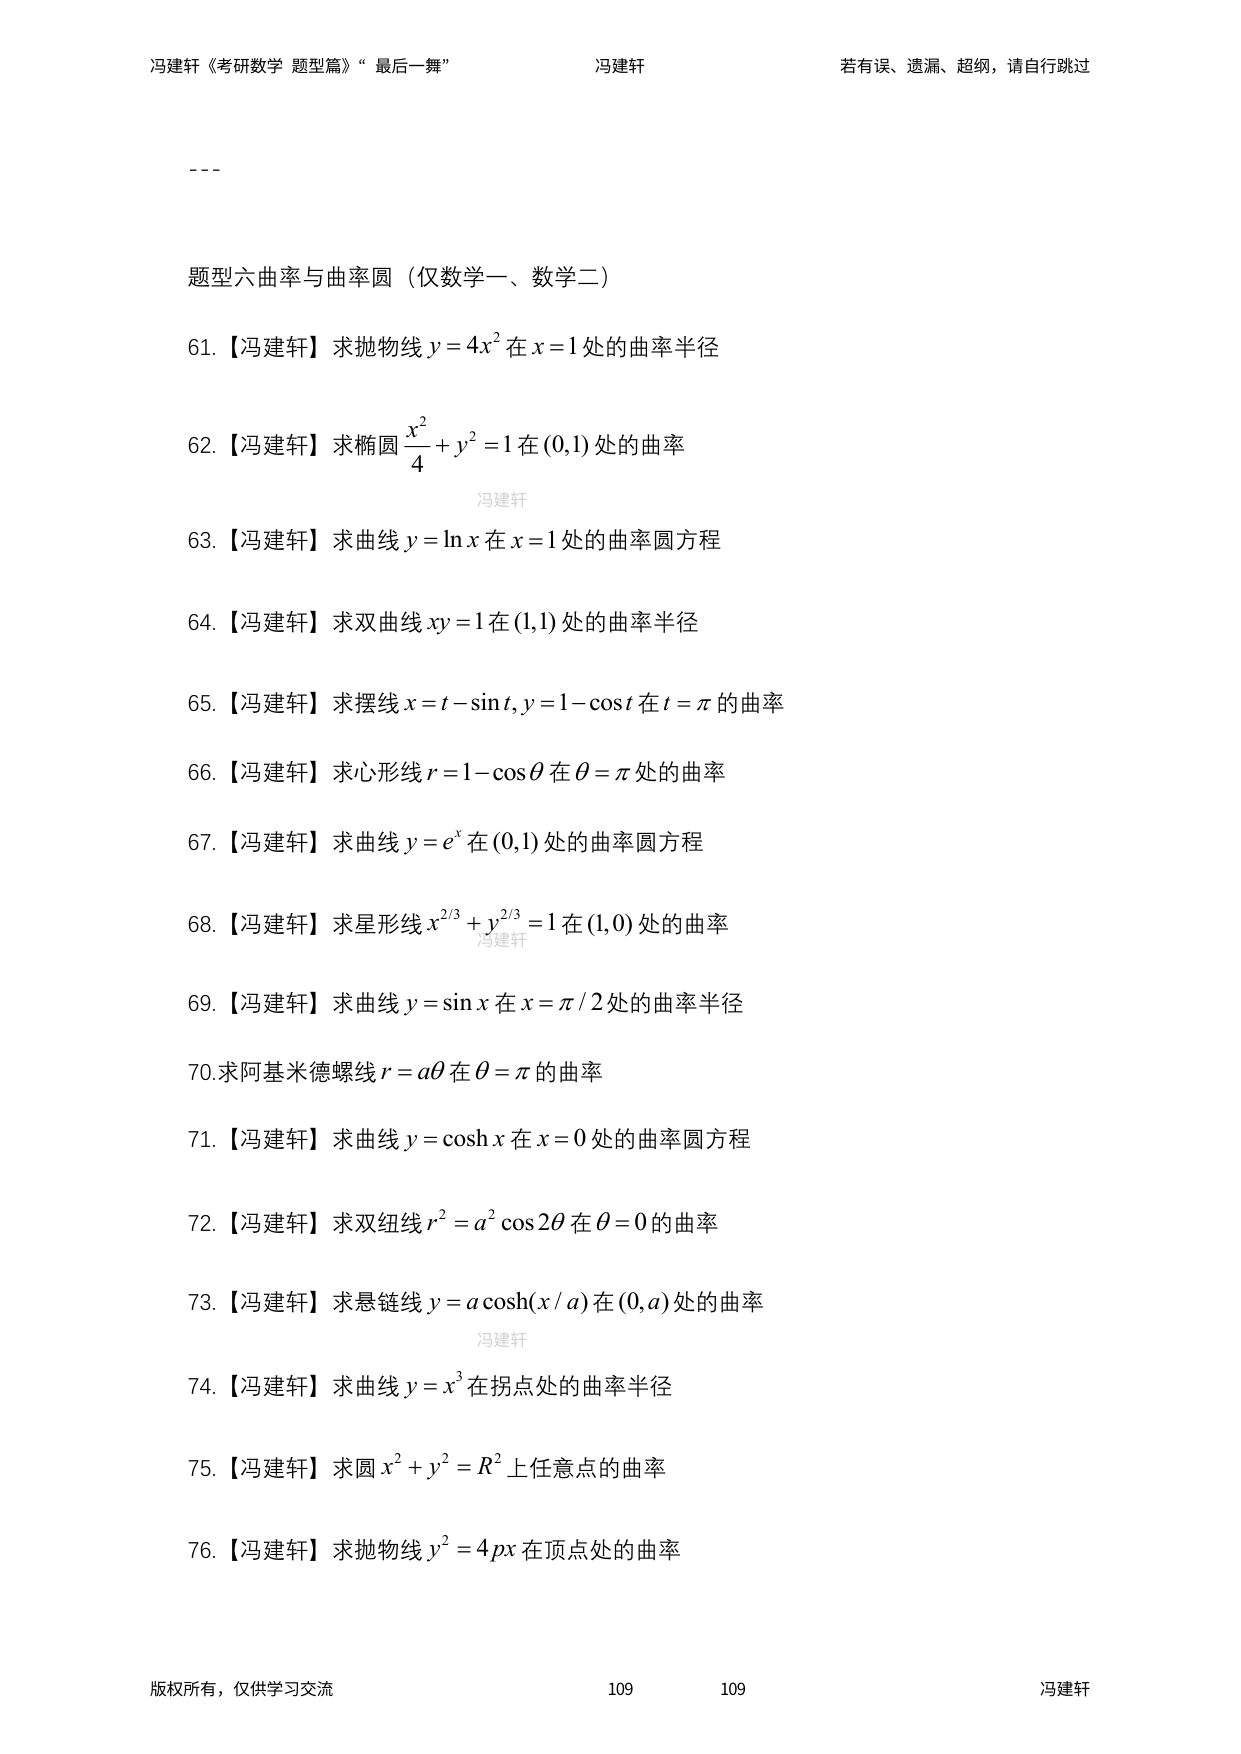 冯建轩《考研数学 题型篇》“ 最后一舞” 冯建轩 若有误、遗漏、超纲，请自行跳过
---
题型六曲率与曲率圆（仅数学一、数学二）
61.【冯建轩】求抛物线 y = 4x² 在 x = 1 处的曲率半径
62.【冯建轩】求椭圆 x²/4 + y² = 1 在 (0,1) 处的曲率
冯建轩
63.【冯建轩】求曲线 y = ln x 在 x = 1 处的曲率圆方程
64.【冯建轩】求双曲线 xy = 1 在 (1,1) 处的曲率半径
65.【冯建轩】求摆线 x = t − sin t, y = 1 − cos t 在 t = π 的曲率
66.【冯建轩】求心形线 r = 1 − cos θ 在 θ = π 处的曲率
67.【冯建轩】求曲线 y = eˣ 在 (0,1) 处的曲率圆方程
68.【冯建轩】求星形线 x^{2/3} + y^{2/3} = 1 在 (1,0) 处的曲率
冯建轩
69.【冯建轩】求曲线 y = sin x 在 x = π / 2 处的曲率半径
70.求阿基米德螺线 r = aθ 在 θ = π 的曲率
71.【冯建轩】求曲线 y = cosh x 在 x = 0 处的曲率圆方程
72.【冯建轩】求双纽线 r² = a² cos 2θ 在 θ = 0 的曲率
73.【冯建轩】求悬链线 y = a cosh(x / a) 在 (0, a) 处的曲率
冯建轩
74.【冯建轩】求曲线 y = x³ 在拐点处的曲率半径
75.【冯建轩】求圆 x² + y² = R² 上任意点的曲率
76.【冯建轩】求抛物线 y² = 4px 在顶点处的曲率
版权所有，仅供学习交流 109 109 冯建轩